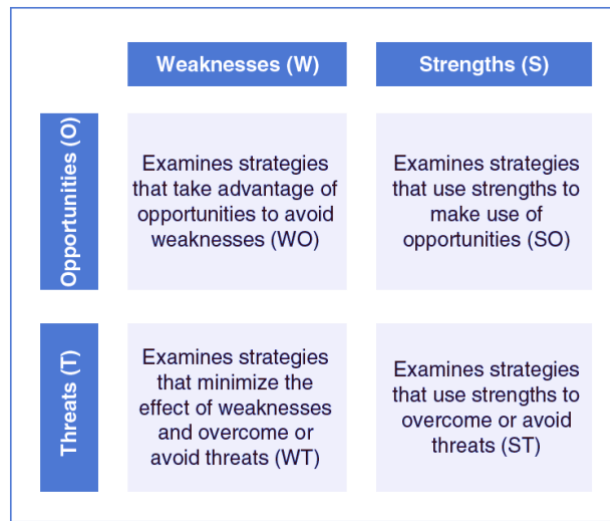 Weaknesses (W)
Strengths (S)
Opportunities (O)
Examines strategies
that take advantage of
opportunities to avoid
weaknesses (WO)
Examines strategies
that use strengths to
make use of
opportunities (SO)
Threats (T)
Examines strategies
that minimize the
effect of weaknesses
and overcome or
avoid threats (WT)
Examines strategies
that use strengths to
overcome or avoid
threats (ST)